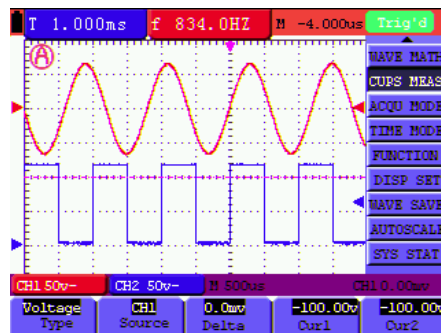 T 1.000ms f 834.0HZ M -4.000us Trig'd
A
WAVE MATH
CUPS MEAS
ACQU MODE
TIME MODE
FUNCTION
DISP SET
WAVE SAVE
AUTOSCALE
SYS STAT
CH1 50v~ CH2 50v~ M 500us CH1 0.00mv
Voltage CH1 0.0mv -100.00v -100.00v
Type Source Delta Cur1 Cur2